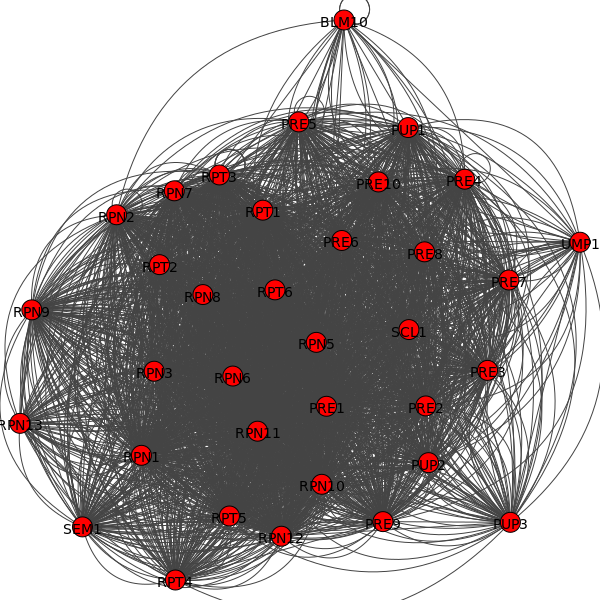 BLM10
PRE5
PUP1
RPT3
PRE10
PRE4
RPN7
RPT1
RPN2
PRE6
UMP1
PRE8
RPT2
PRE7
RPN8
RPT6
RPN9
SCL1
RPN5
RPN3
RPN6
PRE3
PRE1
PRE2
RPN13
RPN11
RPN1
PUP2
RPN10
RPT5
PRE9
PUP3
SEM1
RPN12
RPT4